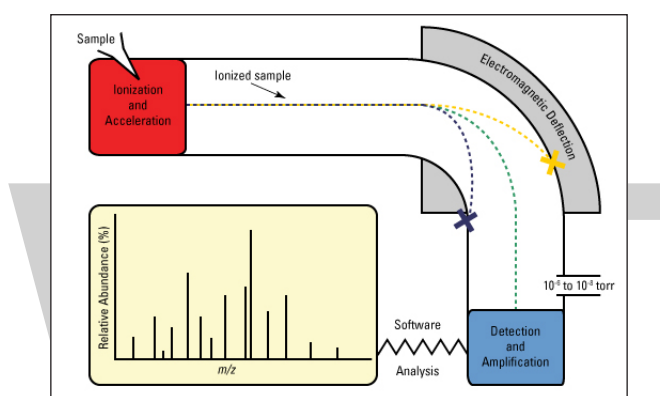 Sample
Ionization
and
Acceleration
Ionized sample
Electromagnetic Deflection
Relative Abundance (%)
m/z
Software
Analysis
Detection
and
Amplification
10⁻⁶ to 10⁻⁸ torr